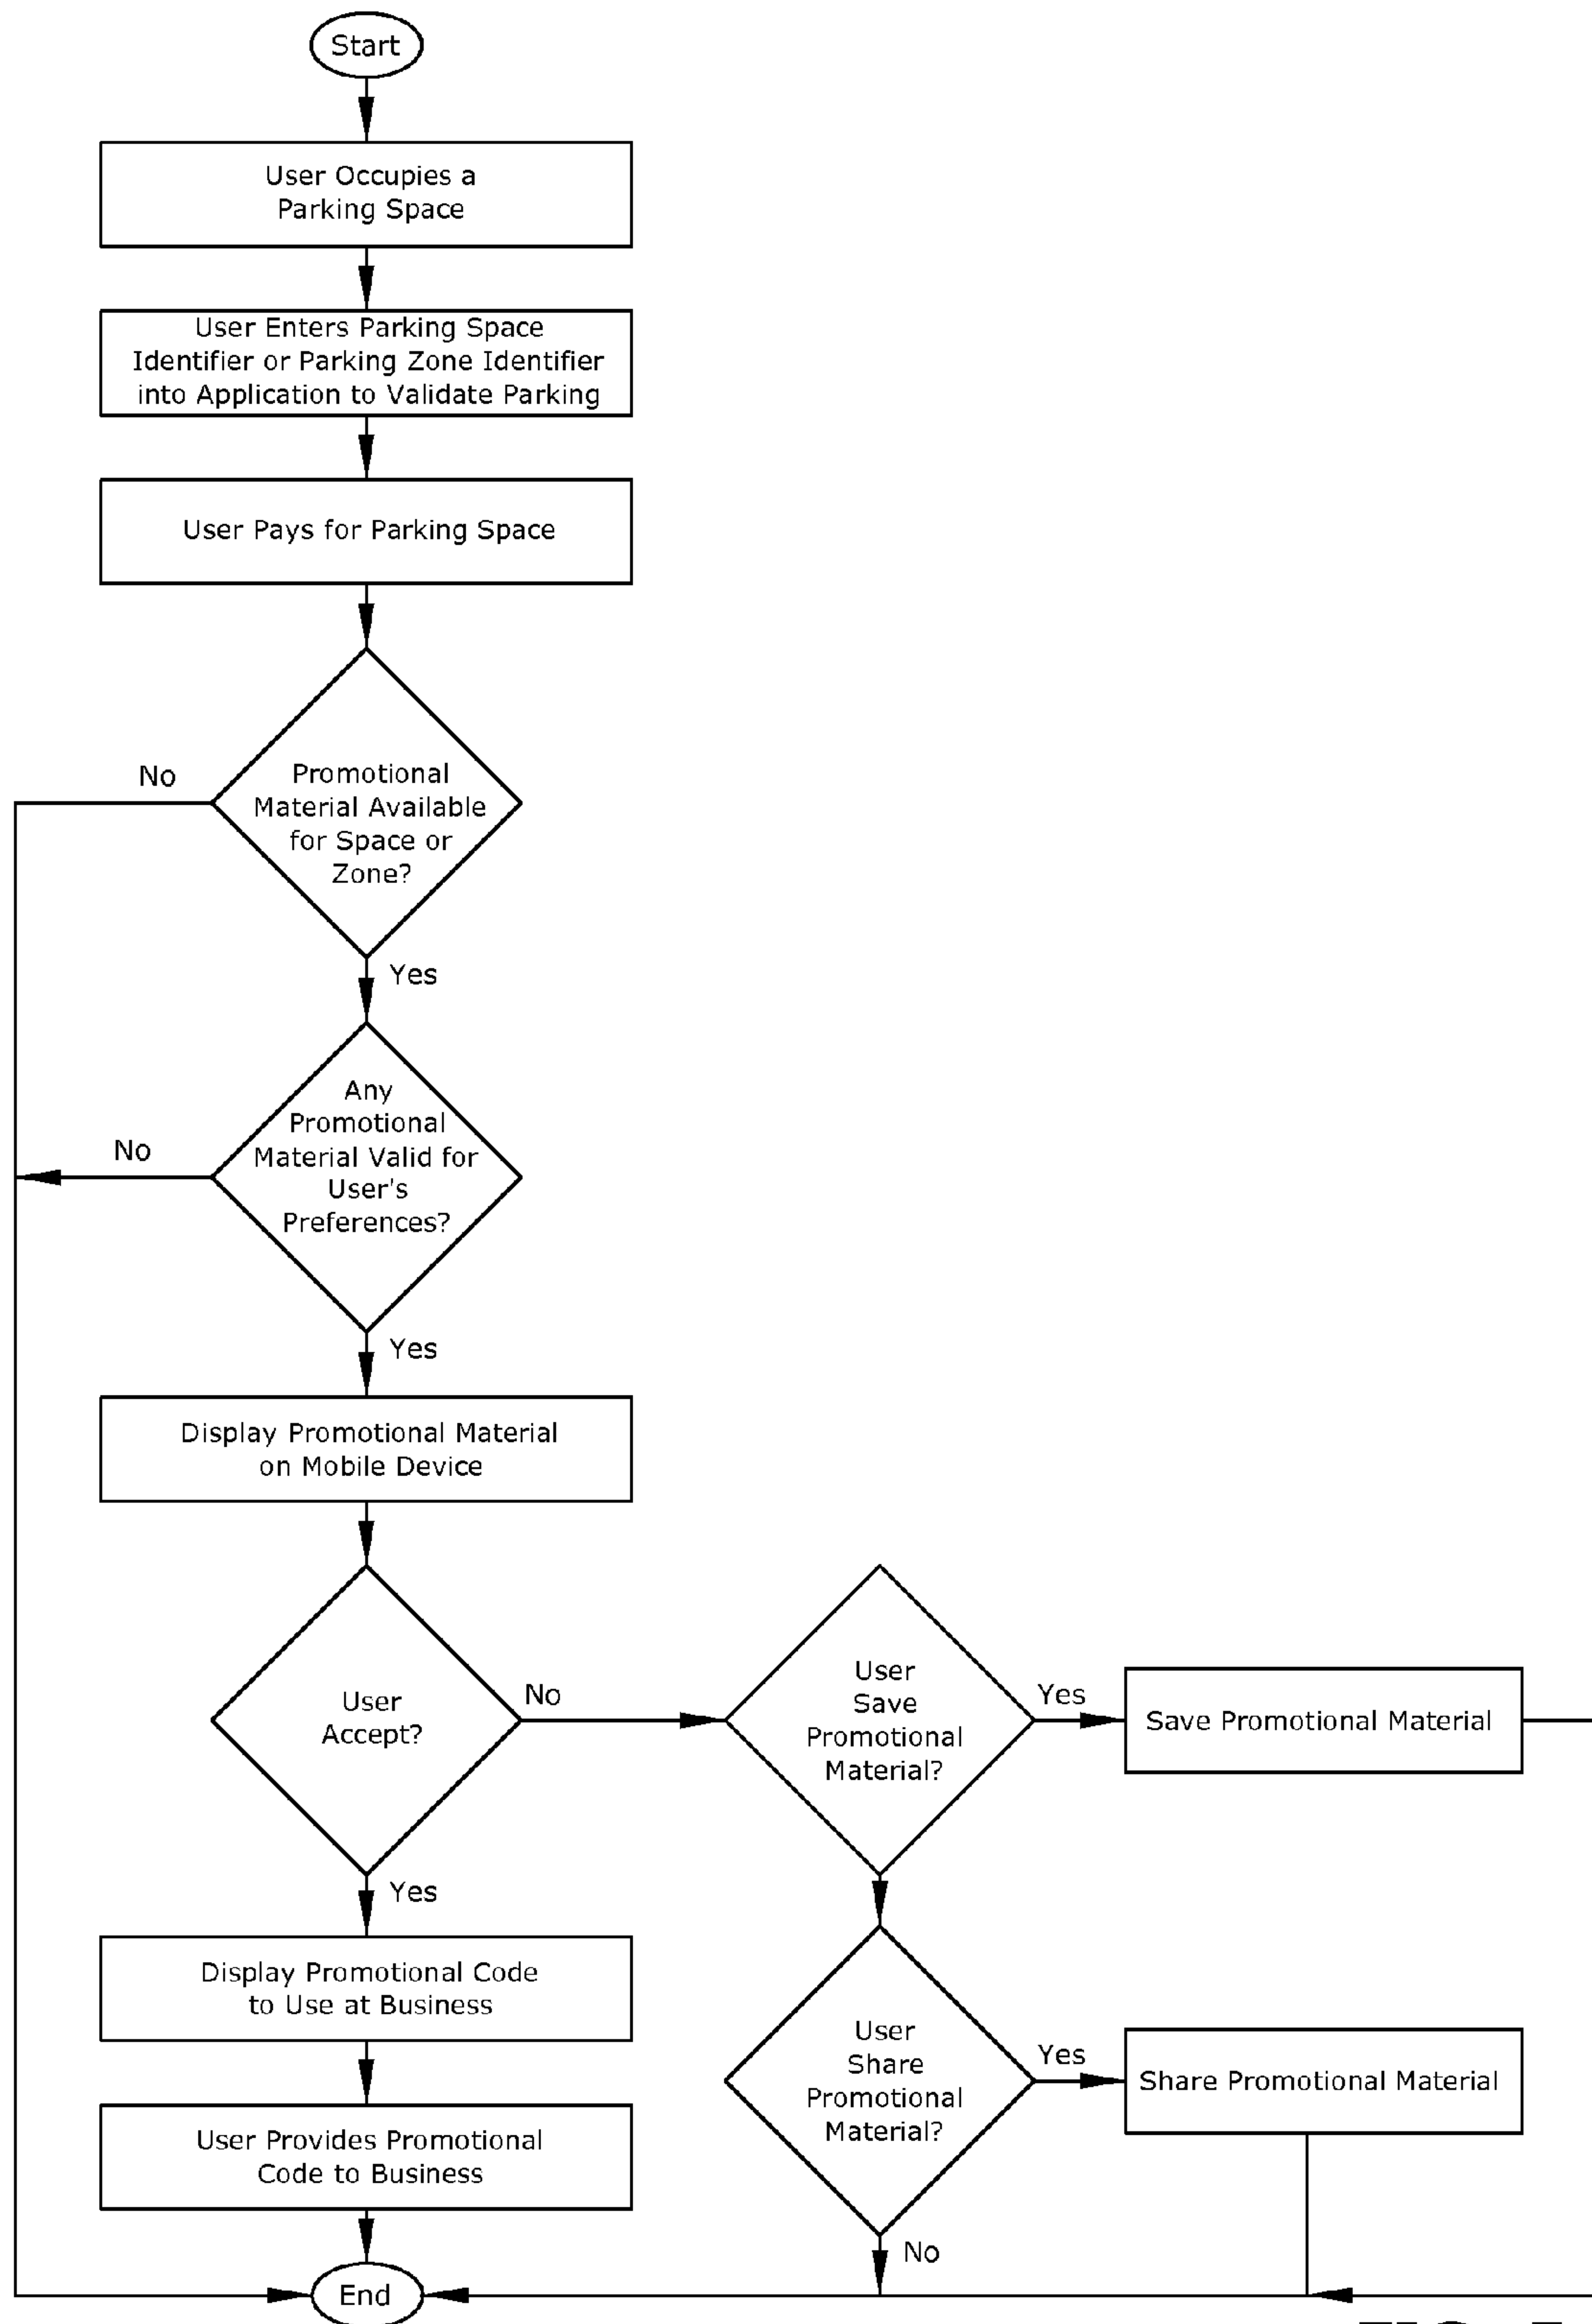 Start
User Occupies a
Parking Space
User Enters Parking Space
Identifier or Parking Zone Identifier
into Application to Validate Parking
User Pays for Parking Space
No
Promotional
Material Available
for Space or
Zone?
Yes
No
Any
Promotional
Material Valid for
User's
Preferences?
Yes
Display Promotional Material
on Mobile Device
User
Accept?
No
User
Save
Promotional
Material?
Yes
Save Promotional Material
Yes
Display Promotional Code
to Use at Business
User
Share
Promotional
Material?
Yes
Share Promotional Material
User Provides Promotional
Code to Business
No
End